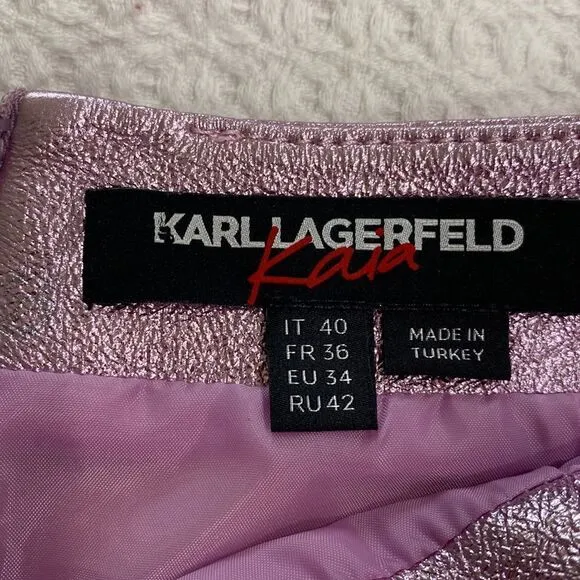 KARL LAGERFELD
Kaia
IT 40
FR 36
EU 34
RU 42
MADE IN
TURKEY